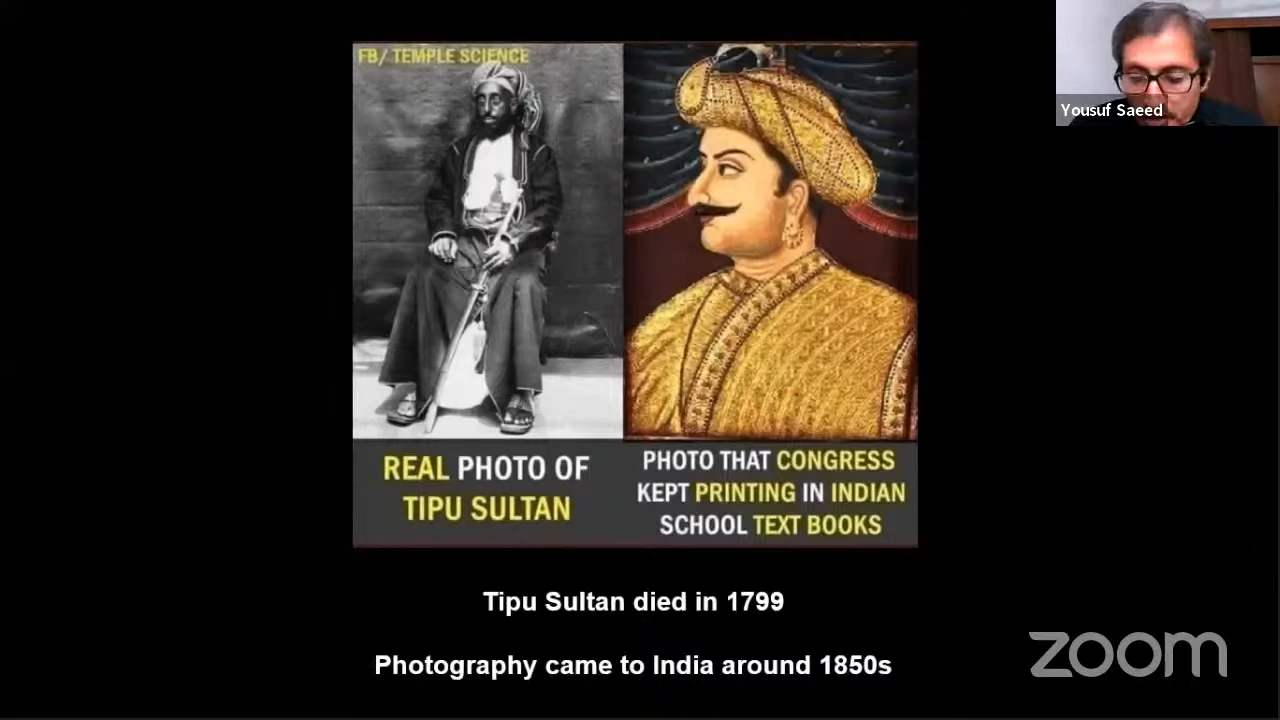 FB/ TEMPLE SCIENCE
REAL PHOTO OF
TIPU SULTAN
PHOTO THAT CONGRESS
KEPT PRINTING IN INDIAN
SCHOOL TEXT BOOKS
Tipu Sultan died in 1799
Photography came to India around 1850s
Yousuf Saeed
zoom